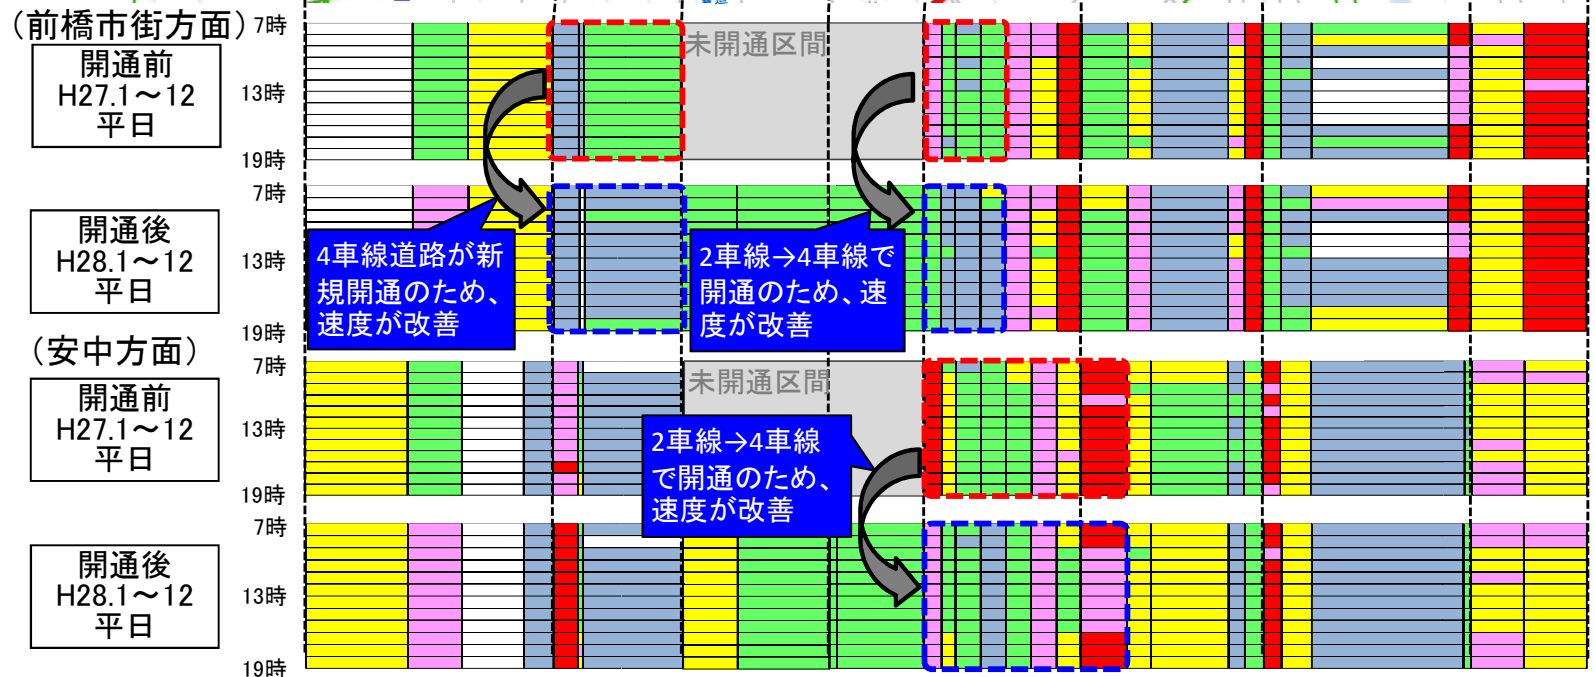 (前橋市街方面)
7時
開通前
H27.1～12
平日
13時
19時
未開通区間
7時
開通後
H28.1～12
平日
13時
19時
4車線道路が新
規開通のため、
速度が改善
2車線→4車線で
開通のため、速
度が改善
(安中方面)
7時
開通前
H27.1～12
平日
13時
19時
未開通区間
2車線→4車線
で開通のため、
速度が改善
7時
開通後
H28.1～12
平日
13時
19時